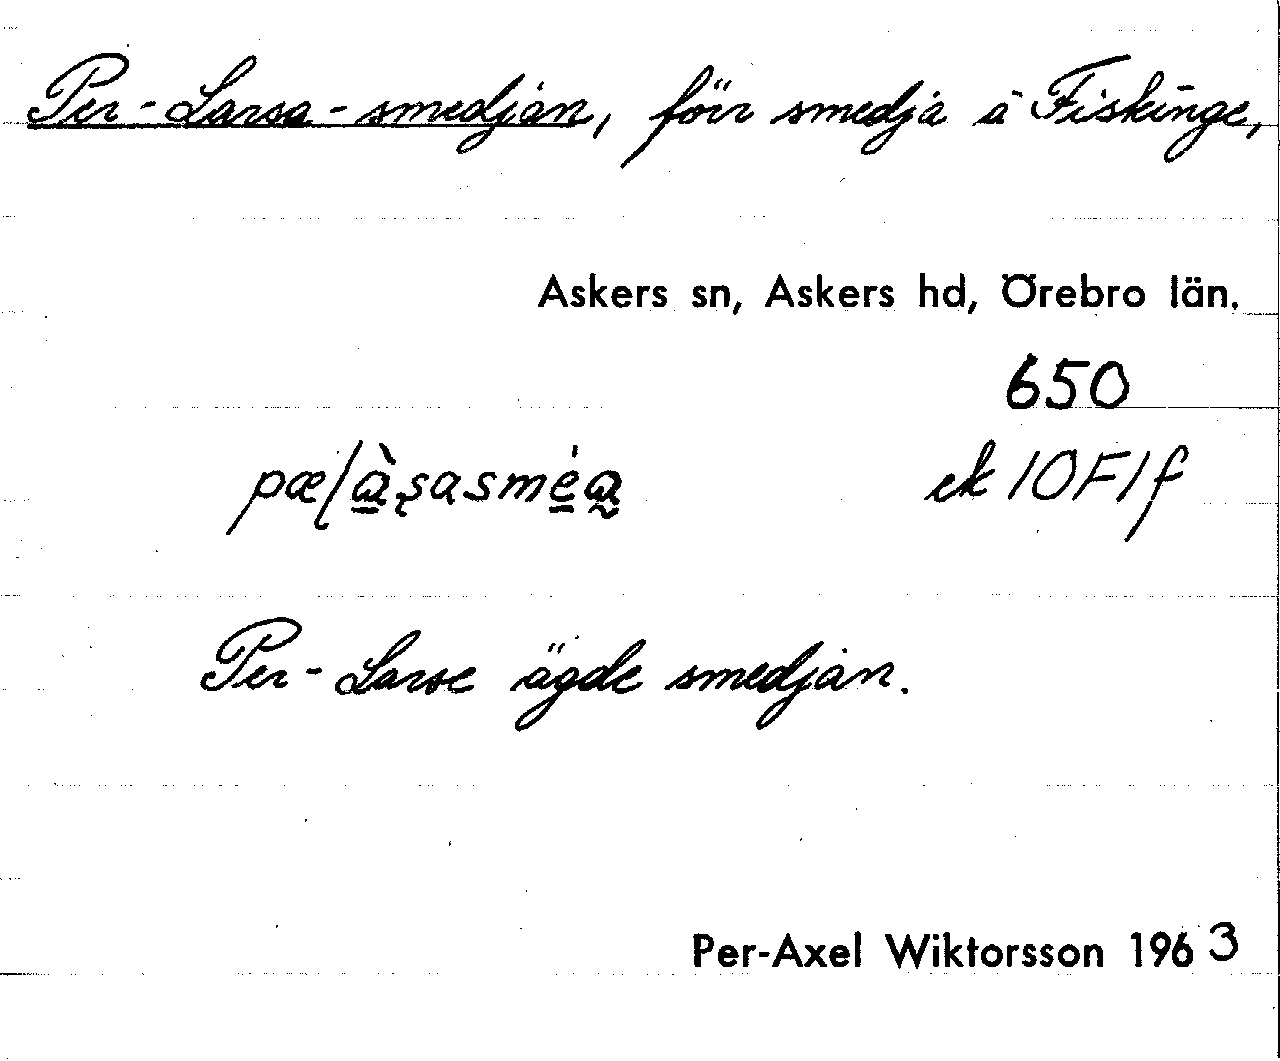 Per-Larsa-smedjan, förr smedja å Fiskinge,
Askers sn, Askers hd, Örebro län.
650
ek 10F1f
Per-Larse ägde smedjan.
Per-Axel Wiktorsson 1963